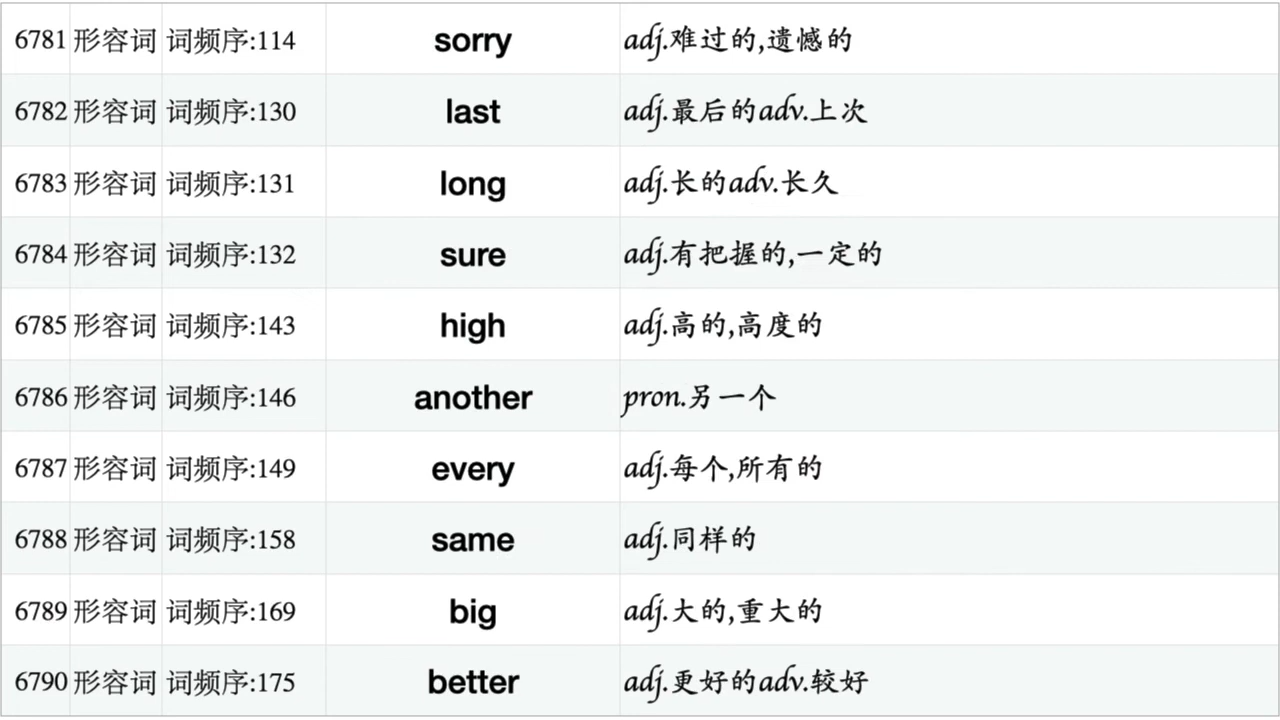 6781 形容词 词频序:114 sorry adj.难过的,遗憾的
6782 形容词 词频序:130 last adj.最后的adv.上次
6783 形容词 词频序:131 long adj.长的adv.长久
6784 形容词 词频序:132 sure adj.有把握的,一定的
6785 形容词 词频序:143 high adj.高的,高度的
6786 形容词 词频序:146 another pron.另一个
6787 形容词 词频序:149 every adj.每个,所有的
6788 形容词 词频序:158 same adj.同样的
6789 形容词 词频序:169 big adj.大的,重大的
6790 形容词 词频序:175 better adj.更好的adv.较好